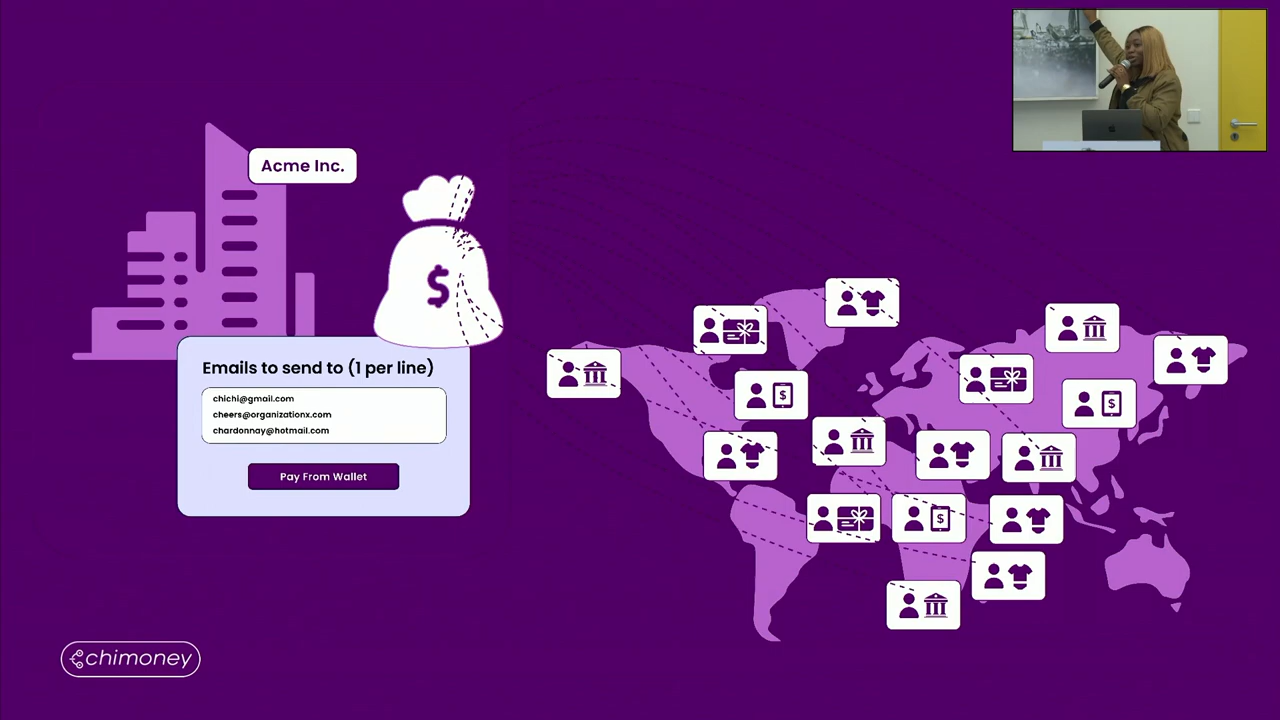 Acme Inc.
$
Emails to send to (1 per line)
chichi@gmail.com
cheers@organizationx.com
chardonnay@hotmail.com
Pay From Wallet
$
$
$
chimoney